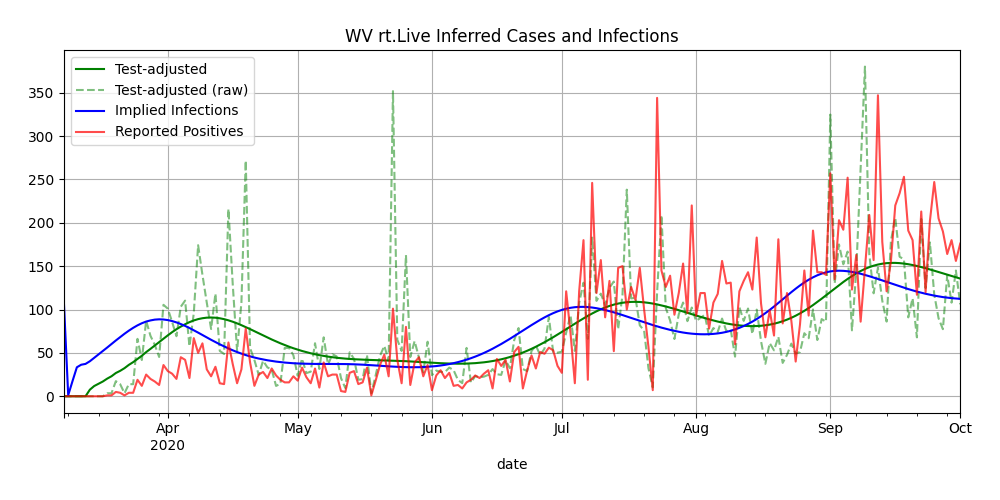 WV rt.Live Inferred Cases and Infections
Test-adjusted
Test-adjusted (raw)
Implied Infections
Reported Positives
350
300
250
200
150
100
50
0
Apr May Jun Jul Aug Sep Oct
2020
date